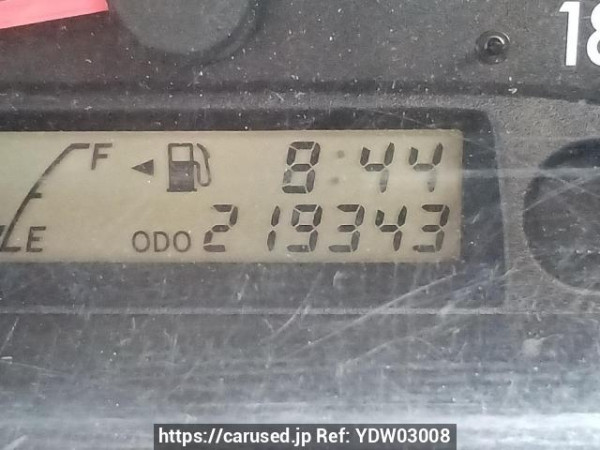 18
F 8:44
E ODO 219343
https://carused.jp Ref: YDW03008